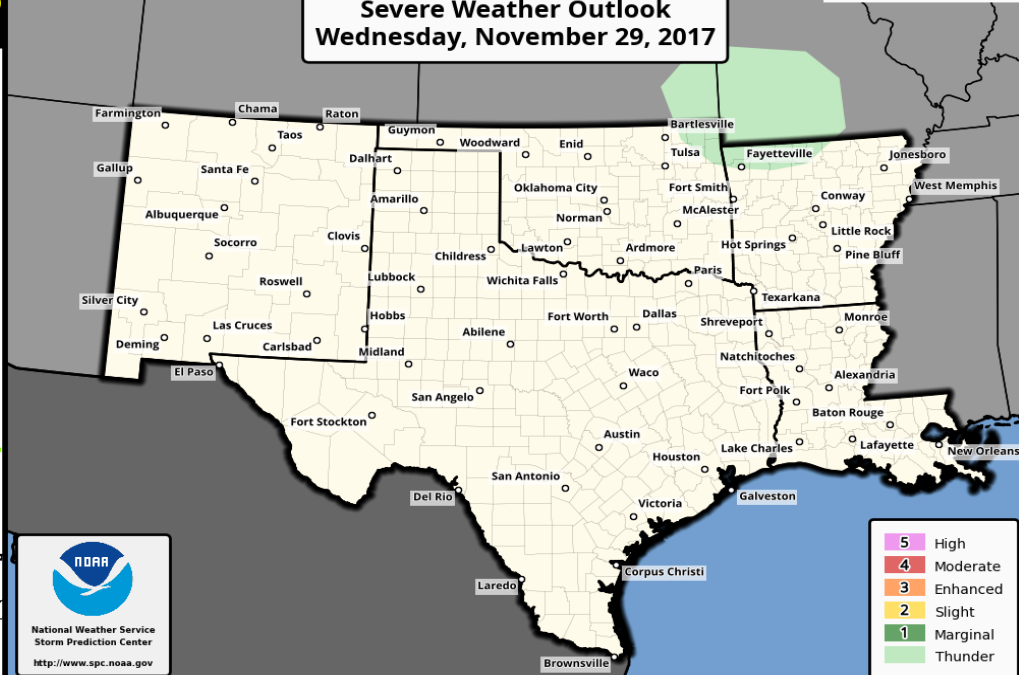 Severe Weather Outlook
Wednesday, November 29, 2017
Farmington
Chama
Raton
Taos
Guymon
Woodward
Enid
Bartlesville
Tulsa
Fayetteville
Jonesboro
Gallup
Santa Fe
Dalhart
Amarillo
Oklahoma City
Fort Smith
West Memphis
Albuquerque
Norman
McAlester
Conway
Little Rock
Socorro
Clovis
Childress
Lawton
Ardmore
Hot Springs
Pine Bluff
Roswell
Lubbock
Wichita Falls
Paris
Texarkana
Silver City
Las Cruces
Hobbs
Abilene
Fort Worth
Dallas
Shreveport
Monroe
Deming
Carlsbad
Midland
Natchitoches
El Paso
San Angelo
Waco
Fort Polk
Alexandria
Fort Stockton
Austin
Baton Rouge
Houston
Lake Charles
Lafayette
New Orleans
Del Rio
San Antonio
Victoria
Galveston
Laredo
Corpus Christi
Brownsville
NOAA
National Weather Service
Storm Prediction Center
http://www.spc.noaa.gov
5 High
4 Moderate
3 Enhanced
2 Slight
1 Marginal
Thunder